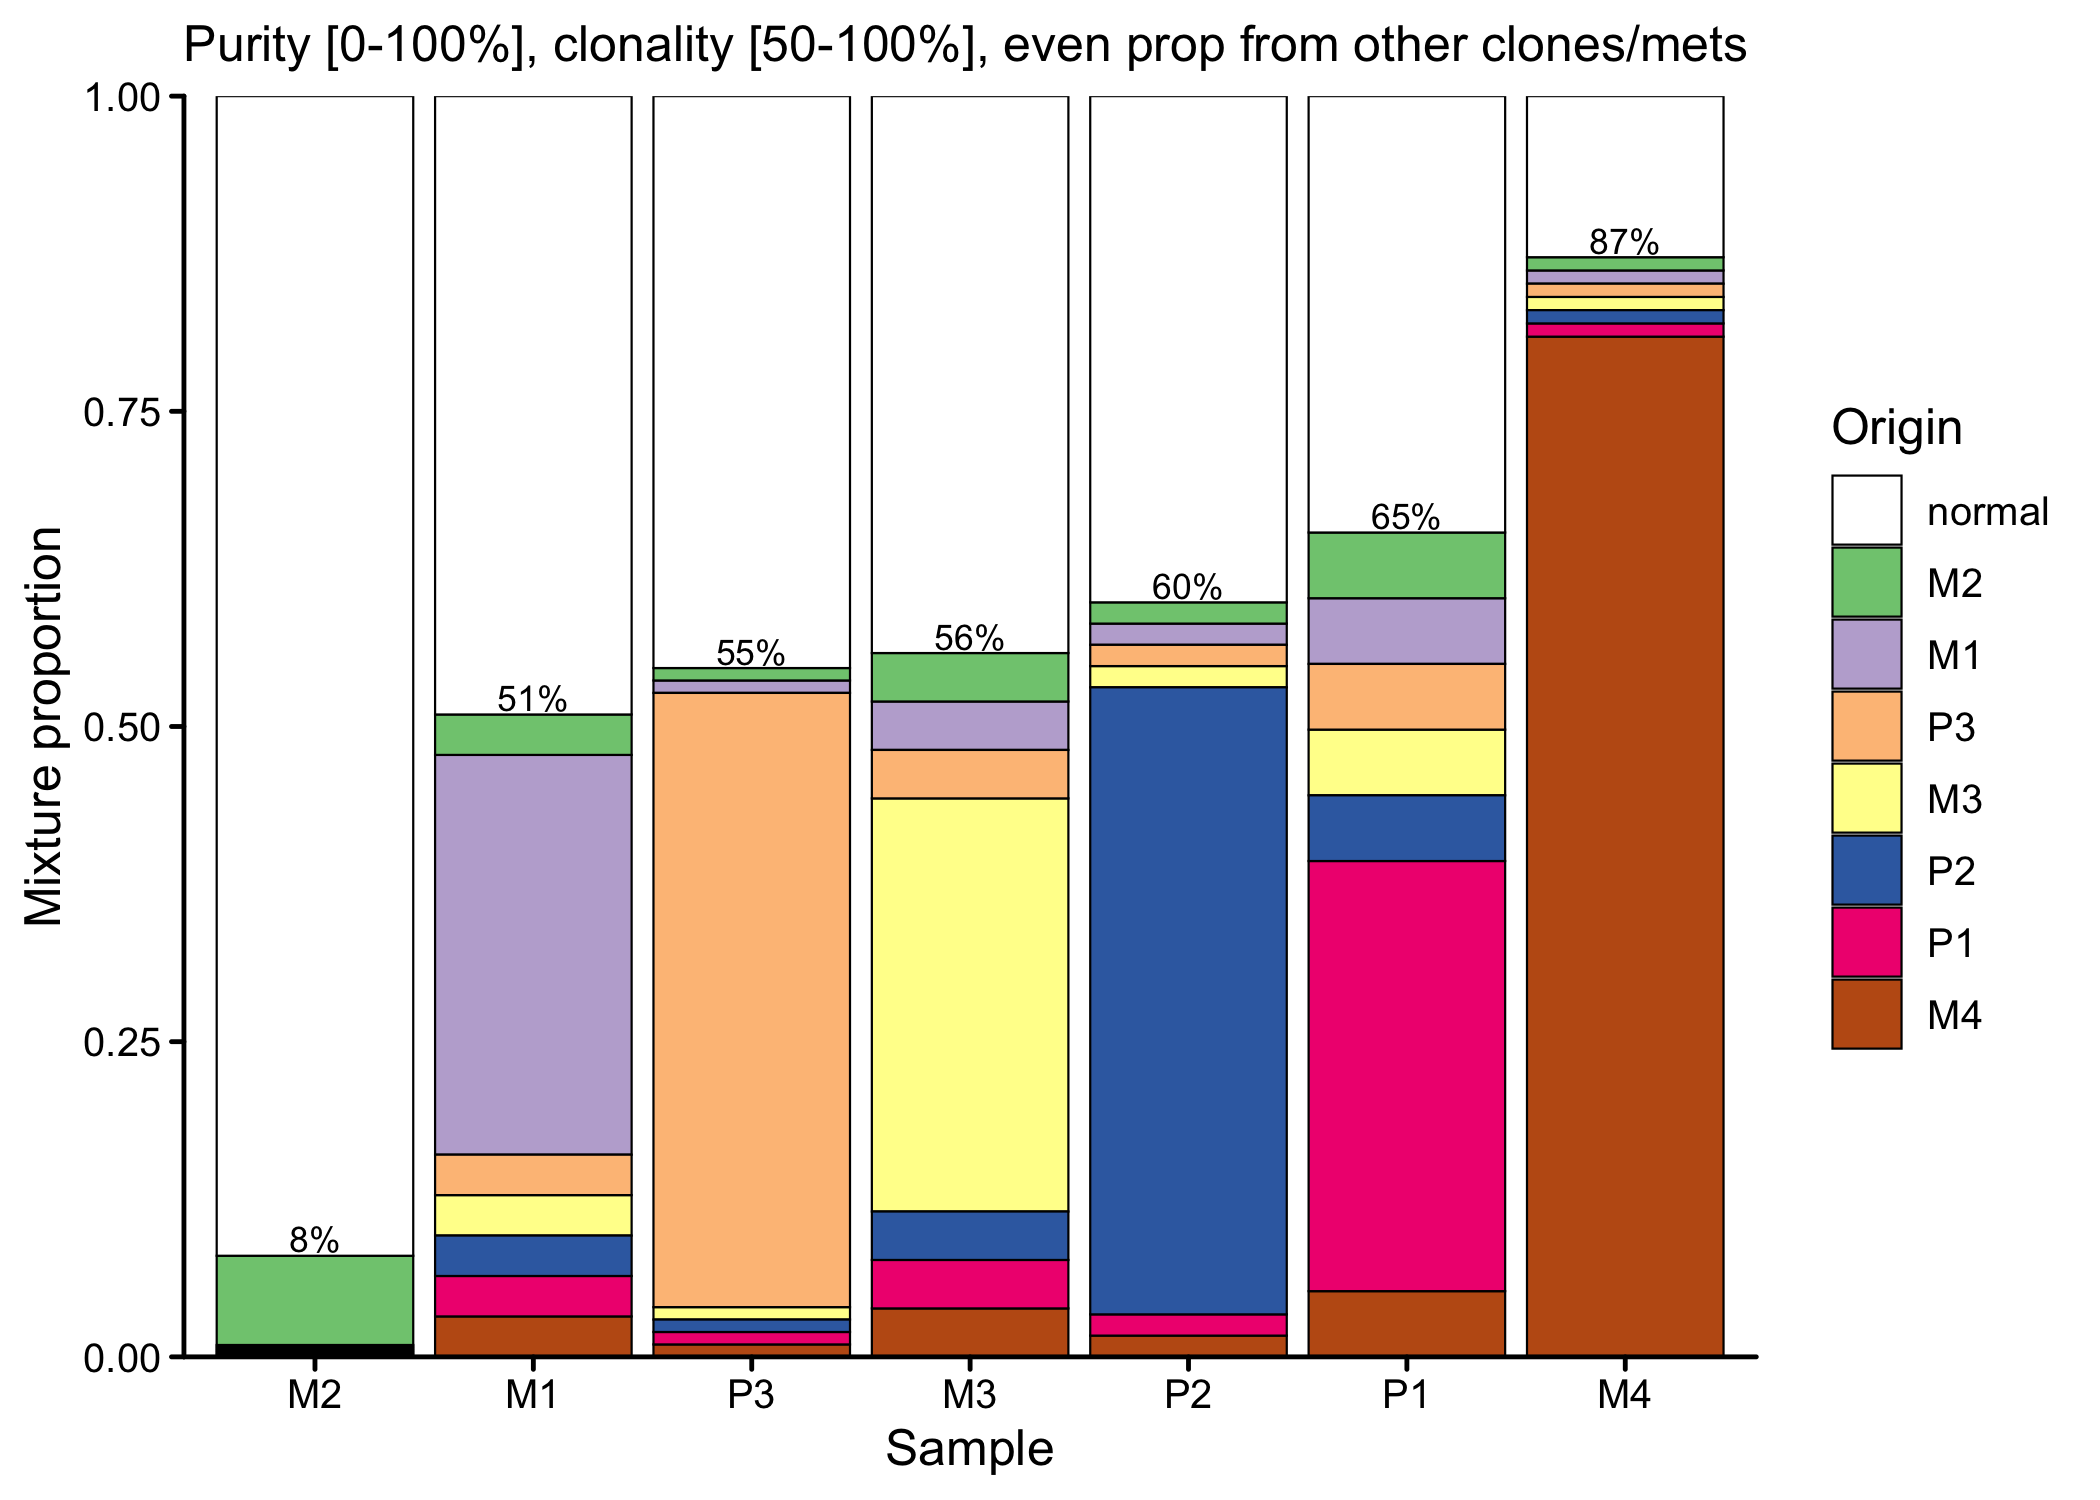 Purity [0-100%], clonality [50-100%], even prop from other clones/mets
1.00
0.75
0.50
0.25
0.00
Mixture proportion
8%
51%
55%
56%
60%
65%
87%
M2
M1
P3
M3
P2
P1
M4
Sample
Origin
normal
M2
M1
P3
M3
P2
P1
M4